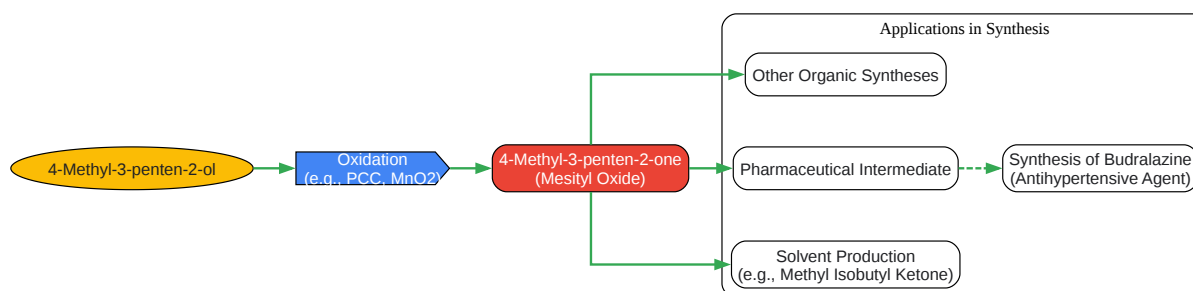 Applications in Synthesis
Other Organic Syntheses
4-Methyl-3-penten-2-ol
Oxidation
(e.g., PCC, MnO2)
4-Methyl-3-penten-2-one
(Mesityl Oxide)
Pharmaceutical Intermediate
Synthesis of Budralazine
(Antihypertensive Agent)
Solvent Production
(e.g., Methyl Isobutyl Ketone)